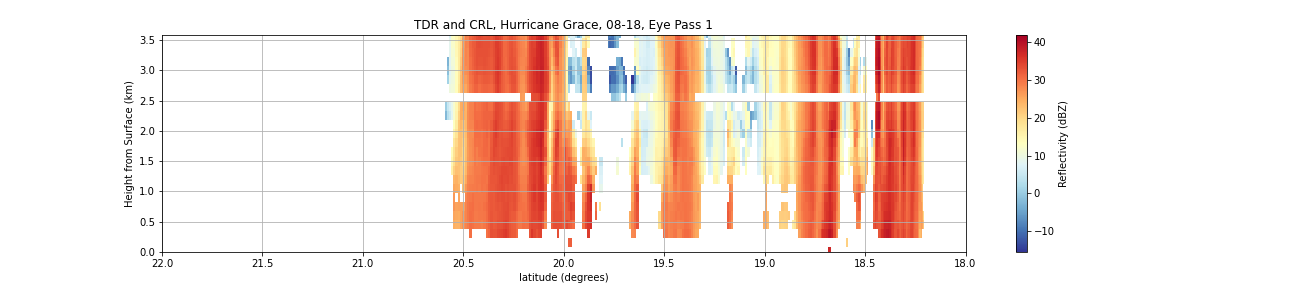 TDR and CRL, Hurricane Grace, 08-18, Eye Pass 1
Height from Surface (km)
3.5
3.0
2.5
2.0
1.5
1.0
0.5
0.0
22.0 21.5 21.0 20.5 20.0 19.5 19.0 18.5 18.0
latitude (degrees)
40
30
20
10
0
−10
Reflectivity (dBZ)